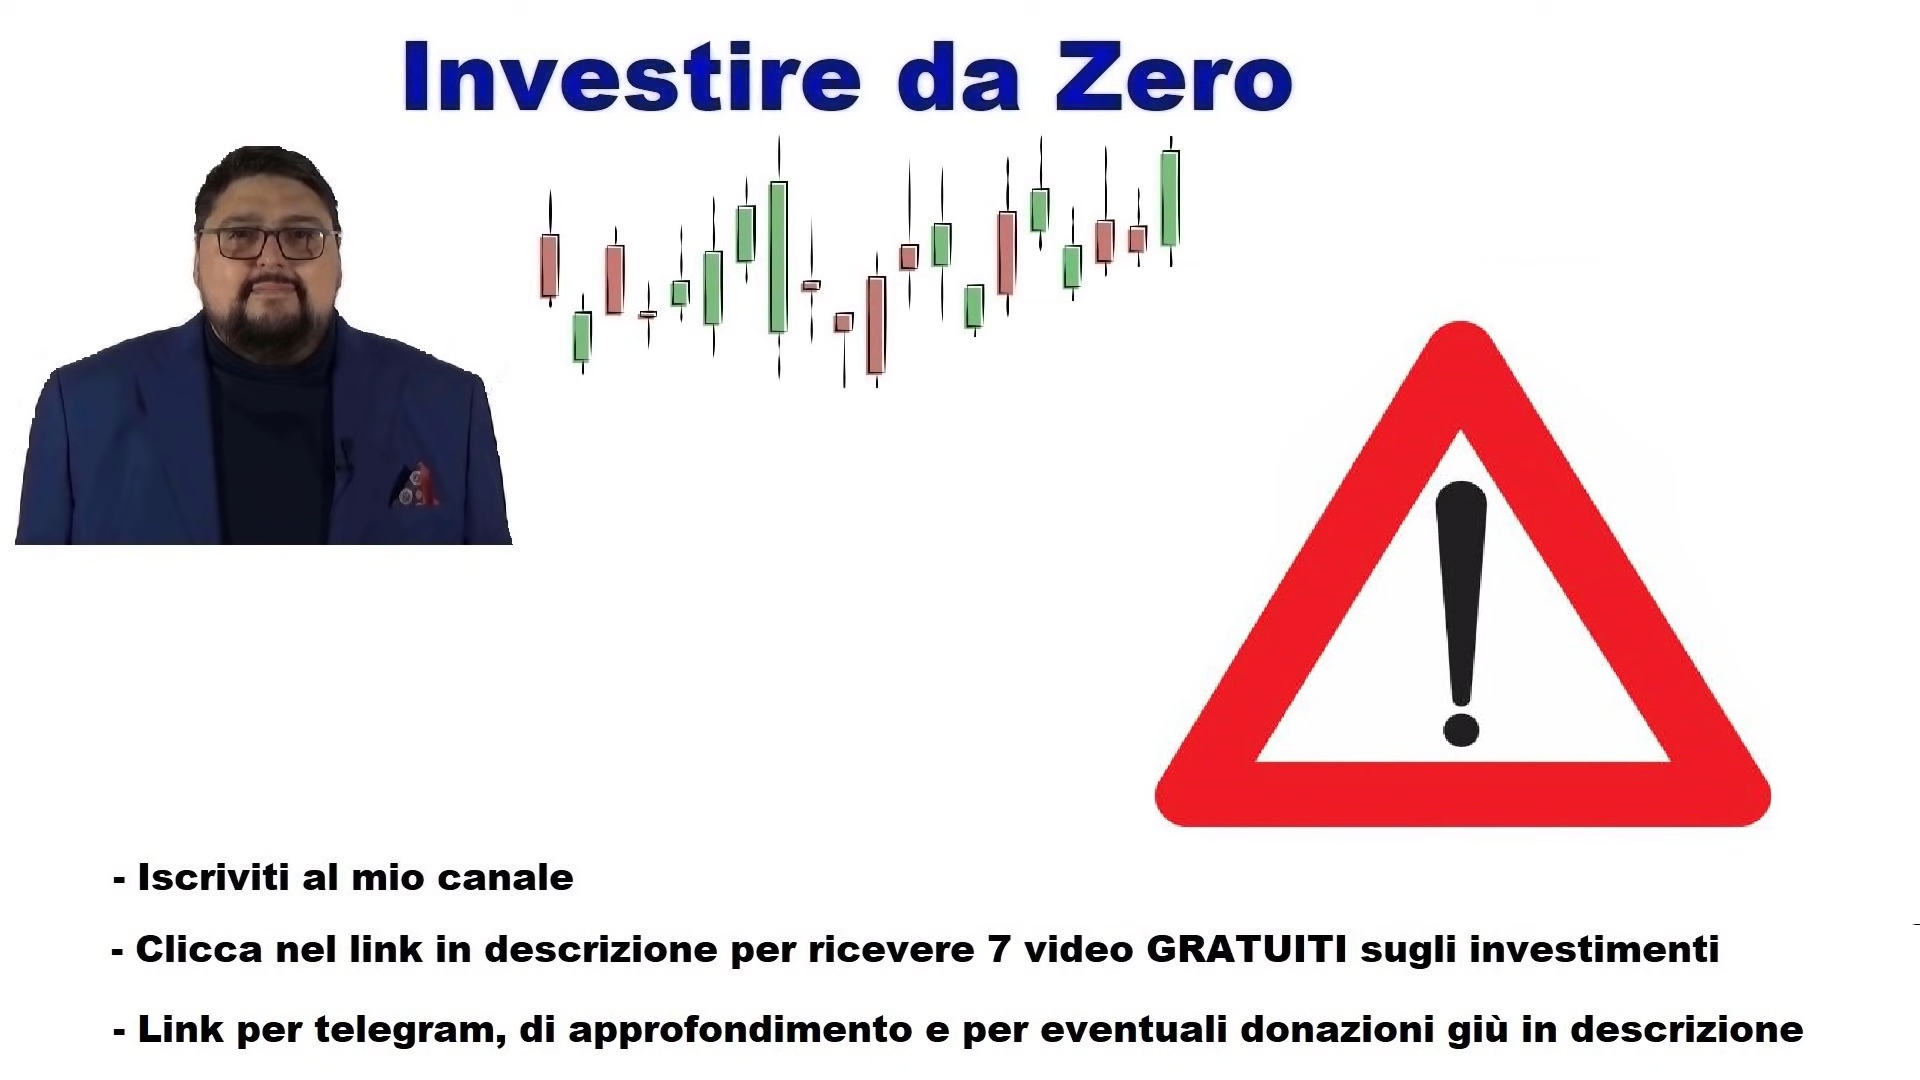 Investire da Zero
- Iscriviti al mio canale
- Clicca nel link in descrizione per ricevere 7 video GRATUITI sugli investimenti
- Link per telegram, di approfondimento e per eventuali donazioni giù in descrizione